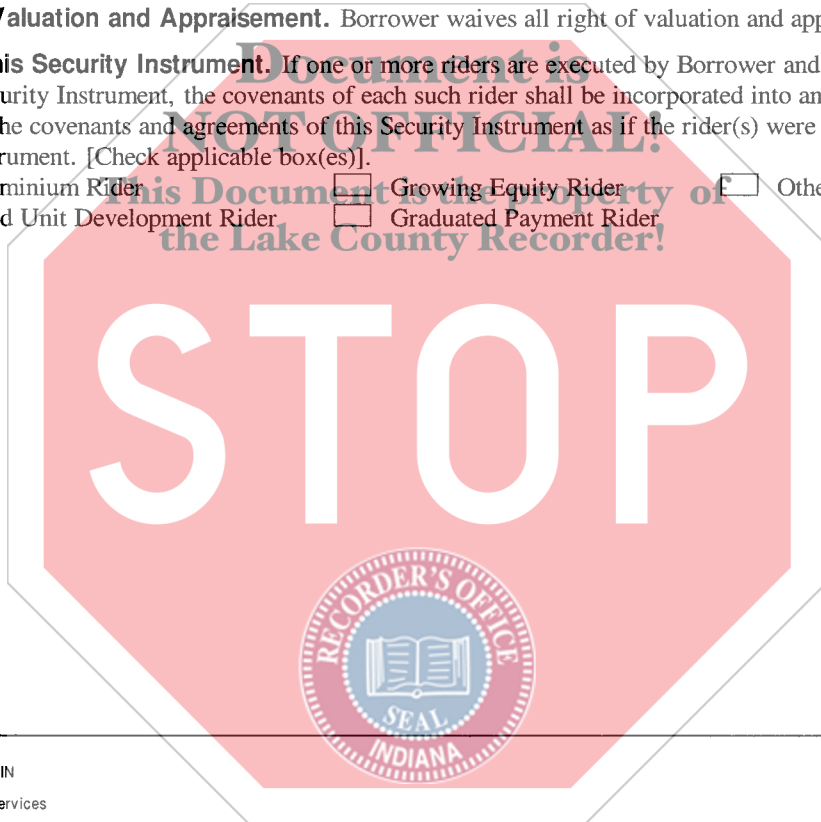 Valuation and Appraisement. Borrower waives all right of valuation and app
Document is
is Security Instrument. If one or more riders are executed by Borrower and
urity Instrument, the covenants of each such rider shall be incorporated into an
NOT OFFICIAL!
he covenants and agreements of this Security Instrument as if the rider(s) were
rument. [Check applicable box(es)].
minium Rider Growing Equity Rider Othe
This Document is the property of
d Unit Development Rider Graduated Payment Rider
the Lake County Recorder!
STOP
RECORDER'S OFFICE
SEAL
INDIANA
IN
ervices